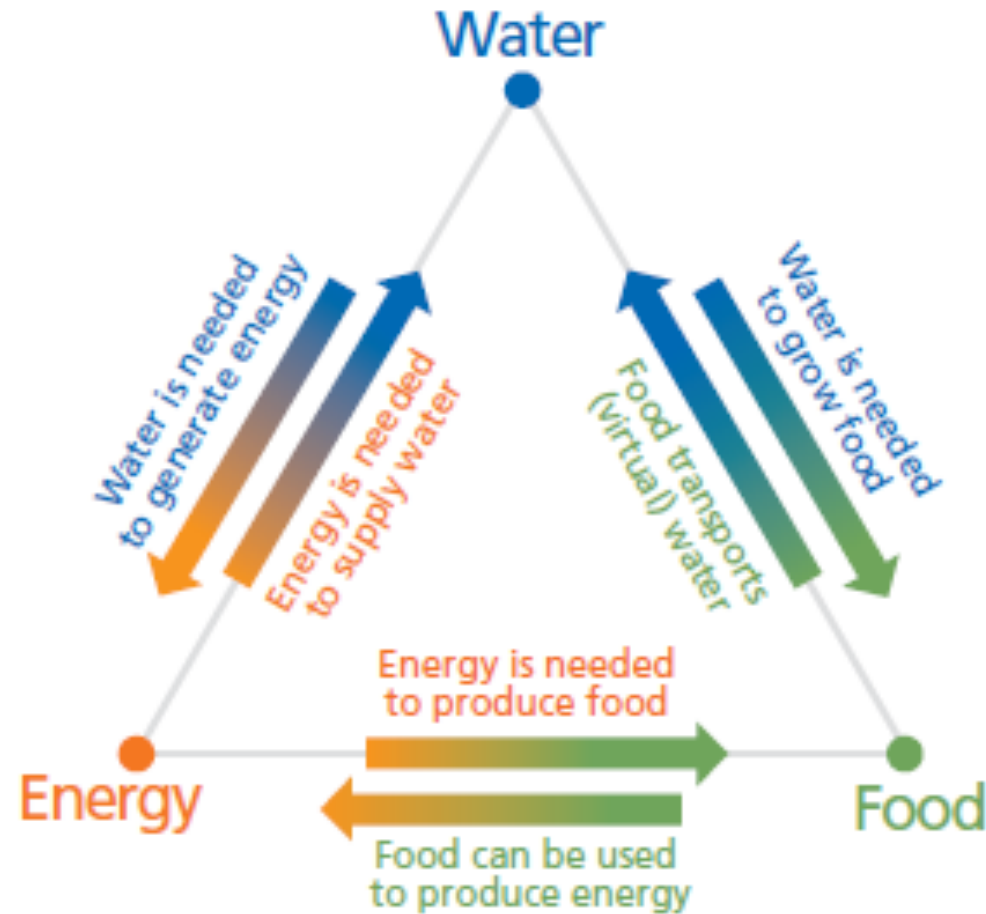 Water
Water is needed
to generate energy
Energy is needed
to supply water
Water is needed
to grow food
Food transports
(virtual) water
Energy is needed
to produce food
Energy
Food
Food can be used
to produce energy